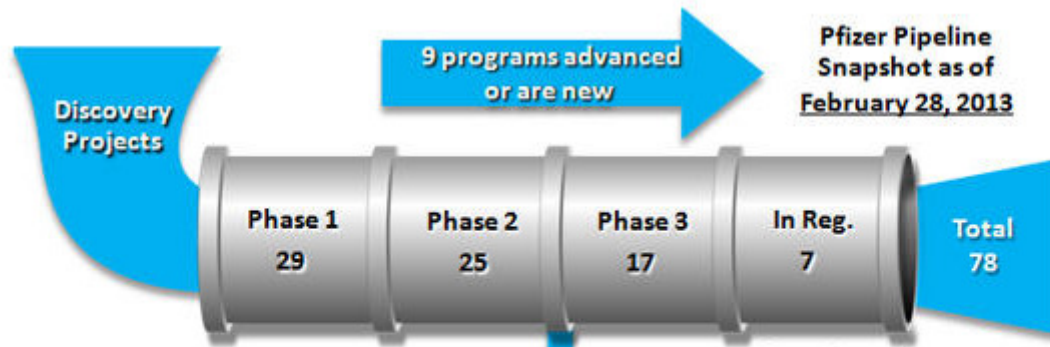 9 programs advanced
or are new
Pfizer Pipeline
Snapshot as of
February 28, 2013
Discovery
Projects
Phase 1
29
Phase 2
25
Phase 3
17
In Reg.
7
Total
78